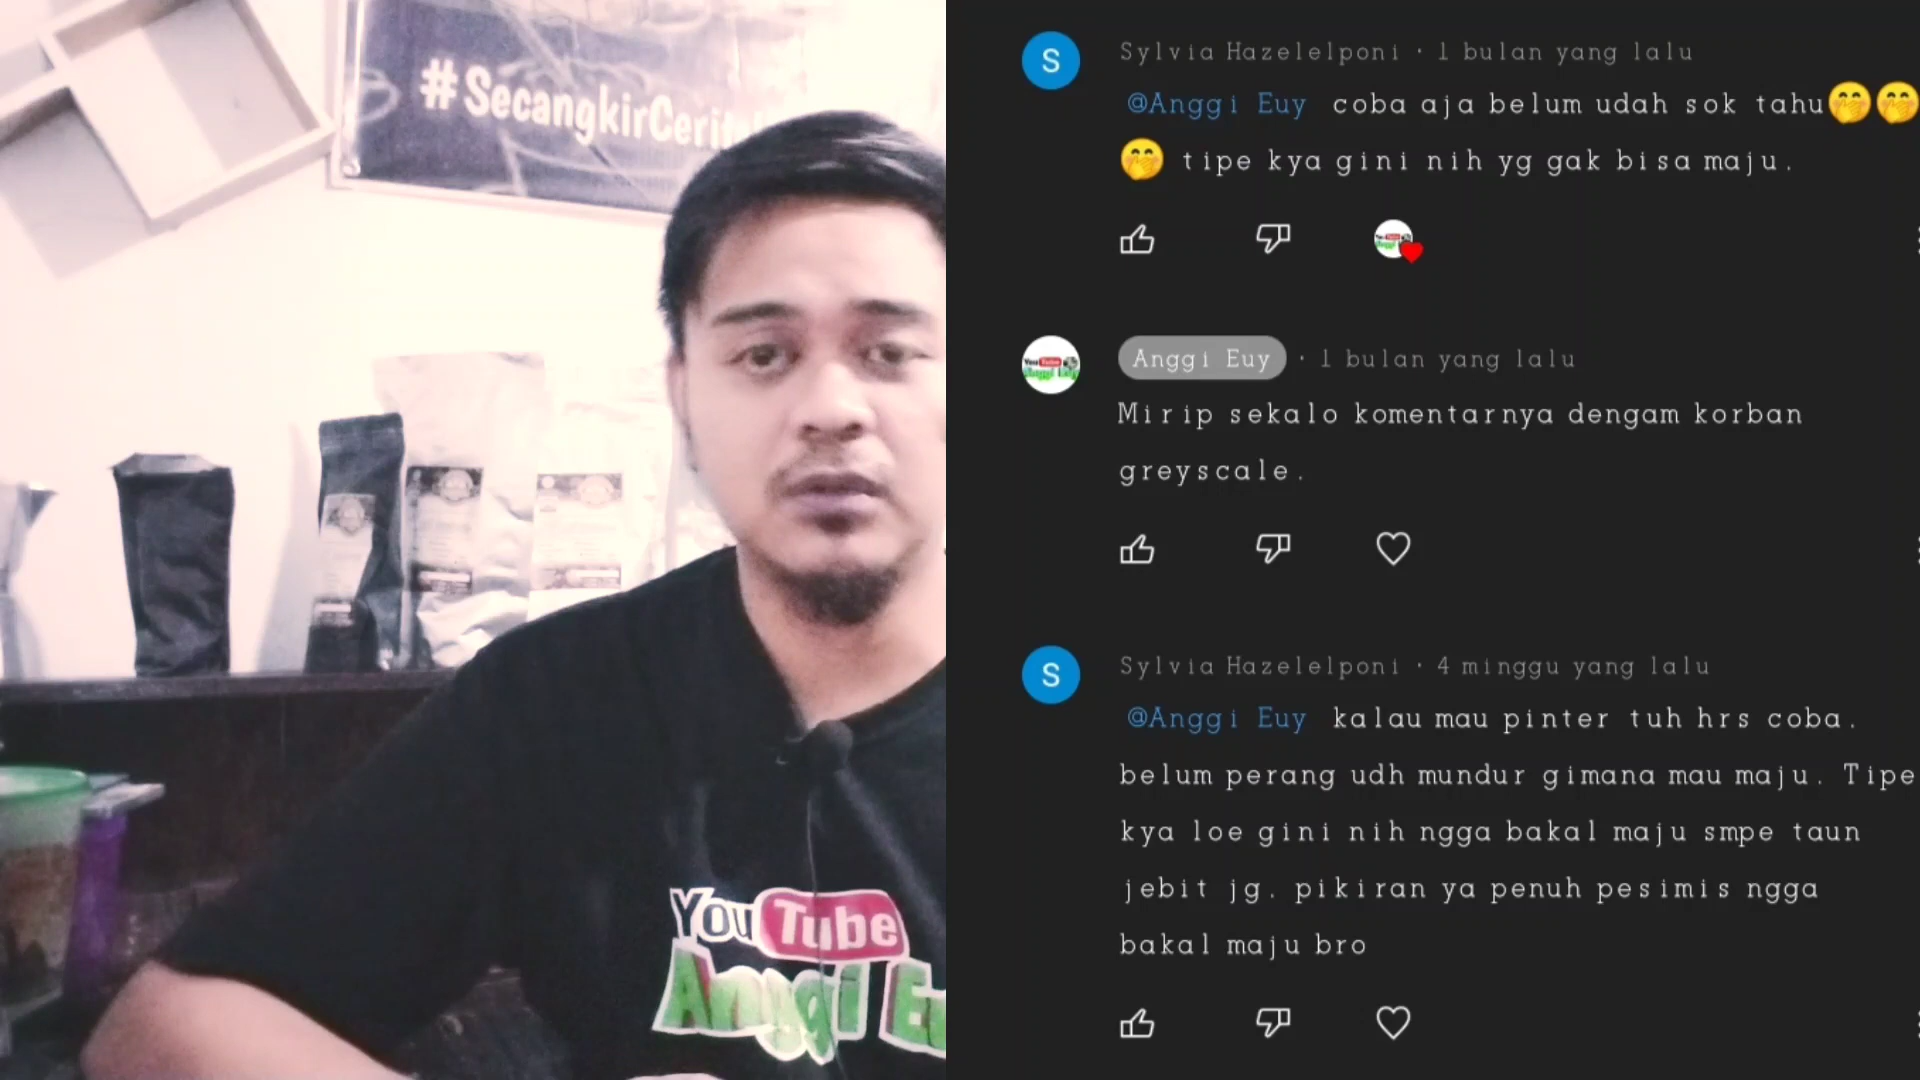 #SecangkirCerita
You Tube
Anggi Eu
S
Sylvia Hazelelponi · 1 bulan yang lalu
@Anggi Euy coba aja belum udah sok tahu🤭🤭
🤭 tipe kya gini nih yg gak bisa maju.
Anggi Euy · 1 bulan yang lalu
Mirip sekalo komentarnya dengam korban
greyscale.
S
Sylvia Hazelelponi · 4 minggu yang lalu
@Anggi Euy kalau mau pinter tuh hrs coba.
belum perang udh mundur gimana mau maju. Tipe
kya loe gini nih ngga bakal maju smpe taun
jebit jg. pikiran ya penuh pesimis ngga
bakal maju bro